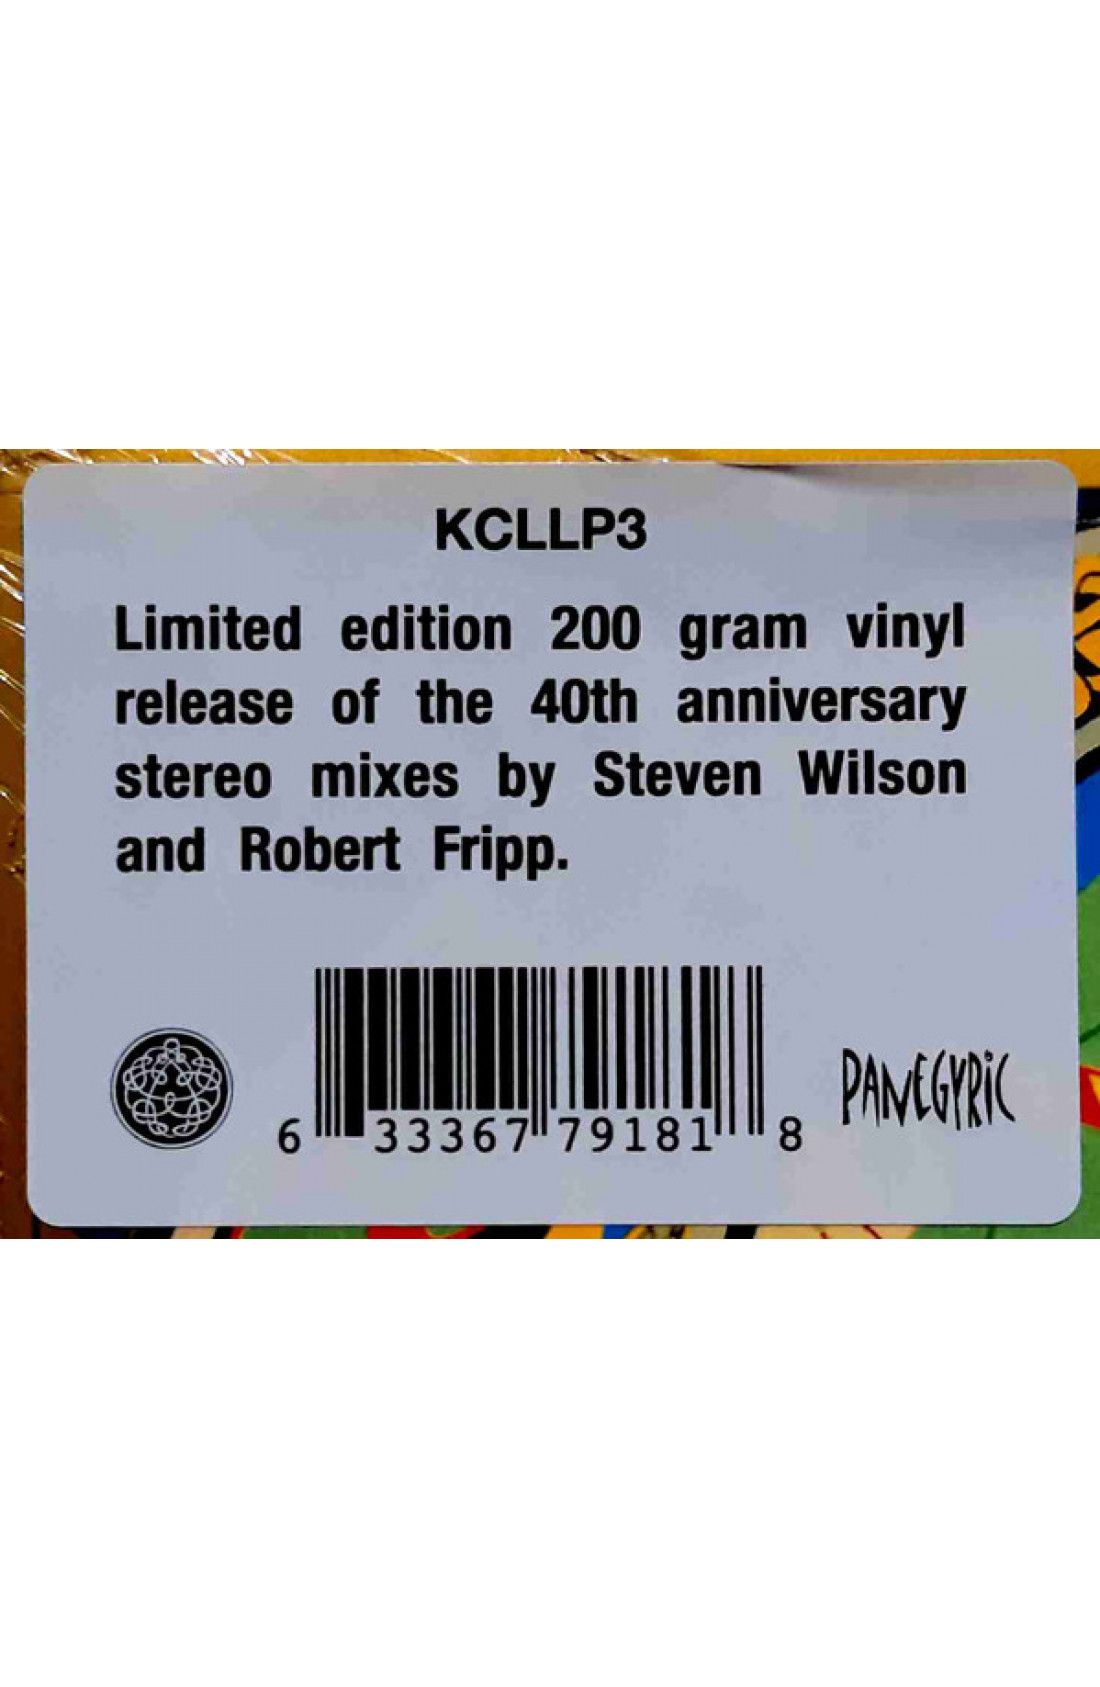 KCLLP3
Limited edition 200 gram vinyl
release of the 40th anniversary
stereo mixes by Steven Wilson
and Robert Fripp.
6 33367 79181 8
PANEGYRIC